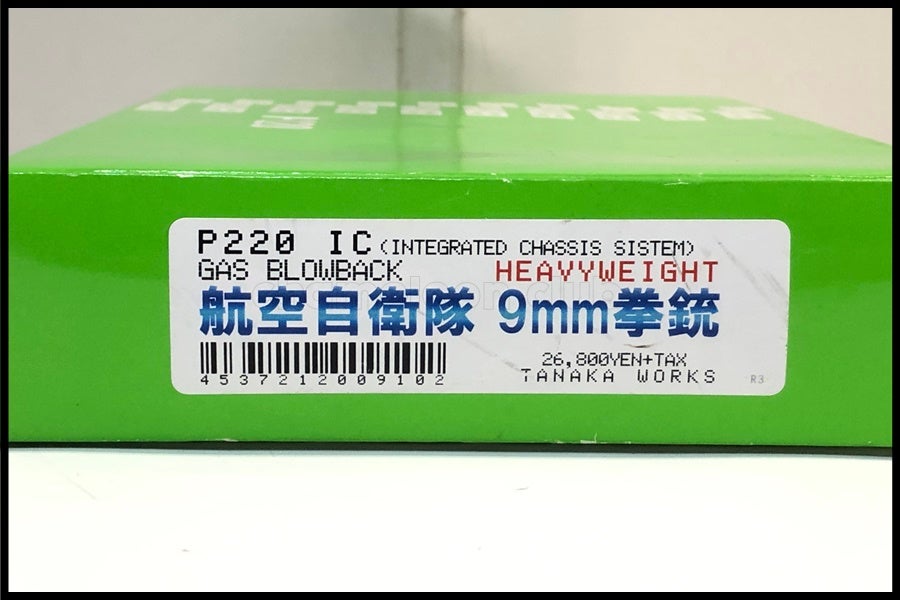 P220 IC(INTEGRATED CHASSIS SISTEM)
GAS BLOWBACK HEAVYWEIGHT
航空自衛隊 9mm拳銃
4537212009102
26,800YEN+TAX
TANAKA WORKS R3